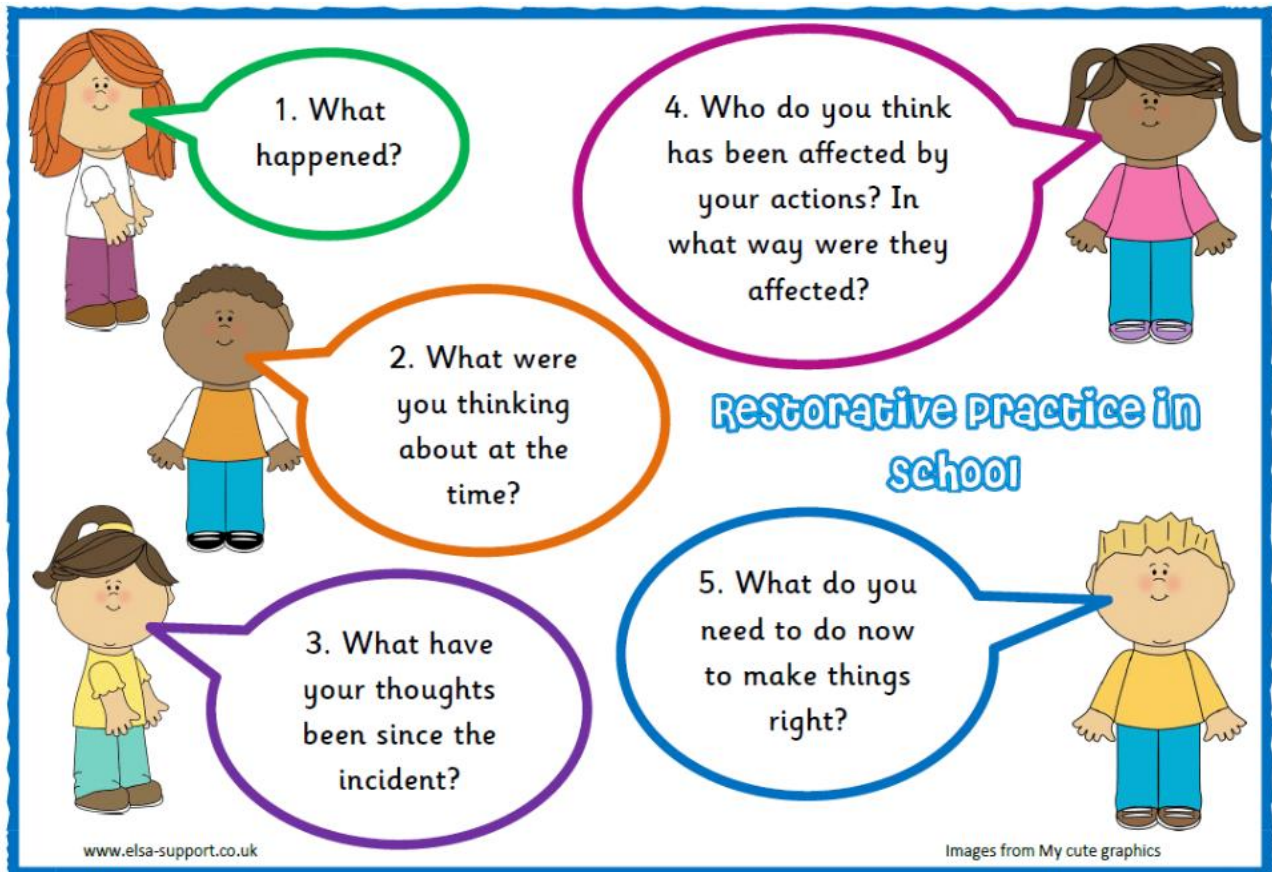 1. What
happened?
2. What were
you thinking
about at the
time?
3. What have
your thoughts
been since the
incident?
4. Who do you think
has been affected by
your actions? In
what way were they
affected?
Restorative Practice in
school
5. What do you
need to do now
to make things
right?
www.elsa-support.co.uk
Images from My cute graphics